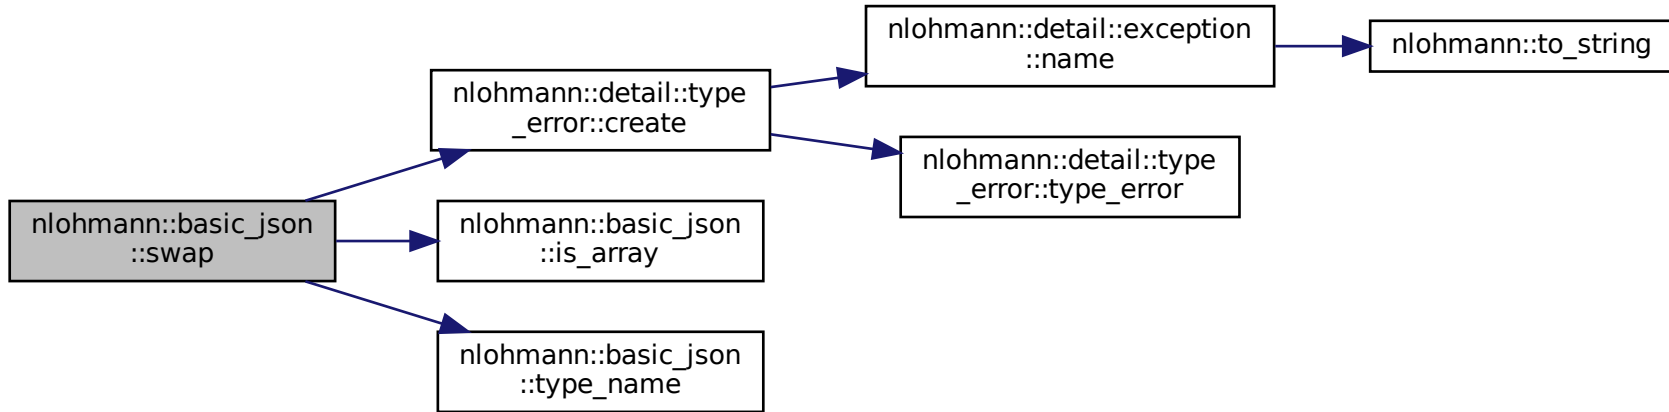 nlohmann::basic_json
::swap
nlohmann::detail::type
_error::create
nlohmann::basic_json
::is_array
nlohmann::basic_json
::type_name
nlohmann::detail::exception
::name
nlohmann::detail::type
_error::type_error
nlohmann::to_string